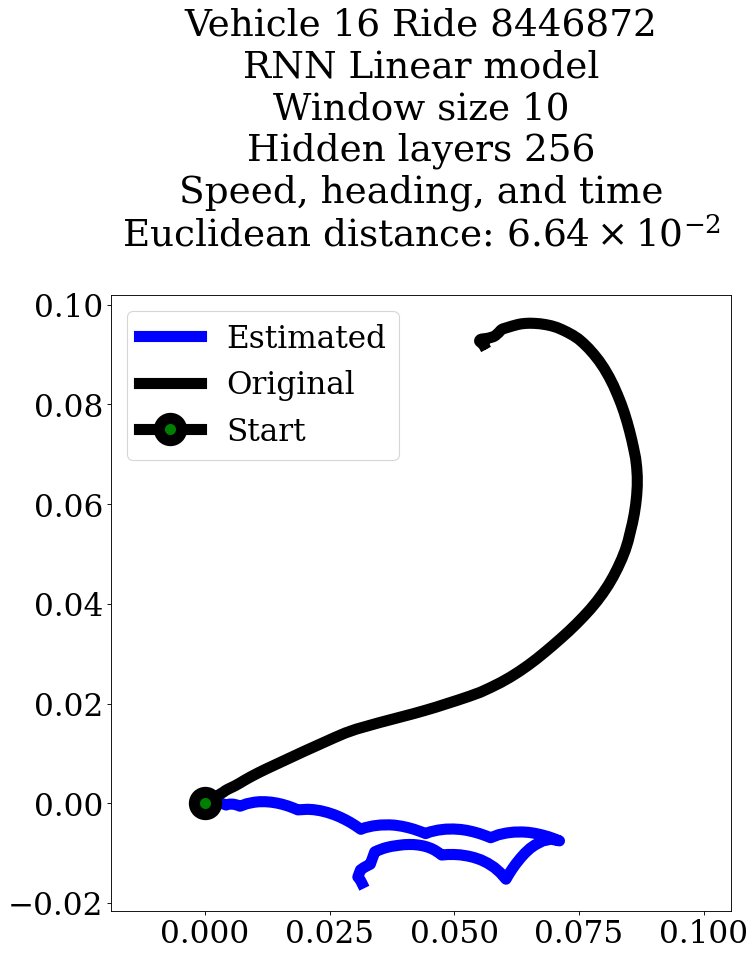 Vehicle 16 Ride 8446872
RNN Linear model
Window size 10
Hidden layers 256
Speed, heading, and time
Euclidean distance: 6.64 × 10⁻²
0.10
0.08
0.06
0.04
0.02
0.00
−0.02
Estimated
Original
Start
0.000 0.025 0.050 0.075 0.100